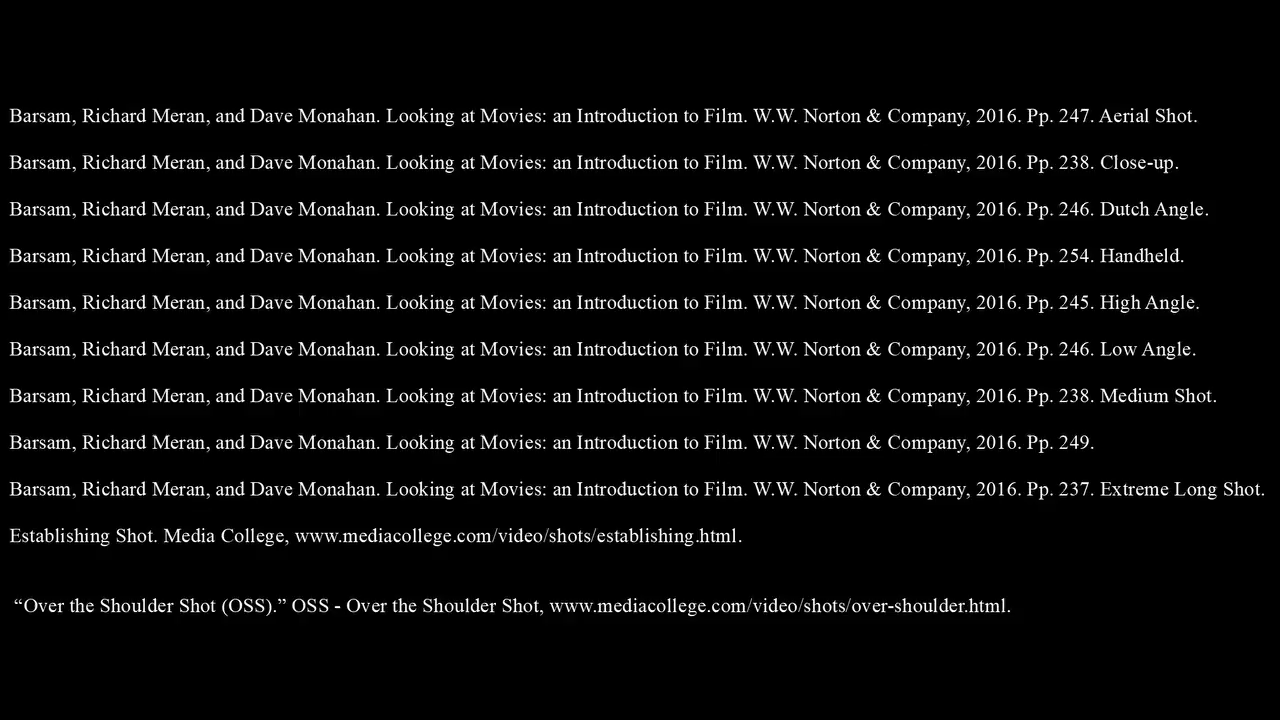 Barsam, Richard Meran, and Dave Monahan. Looking at Movies: an Introduction to Film. W.W. Norton & Company, 2016. Pp. 247. Aerial Shot.
Barsam, Richard Meran, and Dave Monahan. Looking at Movies: an Introduction to Film. W.W. Norton & Company, 2016. Pp. 238. Close-up.
Barsam, Richard Meran, and Dave Monahan. Looking at Movies: an Introduction to Film. W.W. Norton & Company, 2016. Pp. 246. Dutch Angle.
Barsam, Richard Meran, and Dave Monahan. Looking at Movies: an Introduction to Film. W.W. Norton & Company, 2016. Pp. 254. Handheld.
Barsam, Richard Meran, and Dave Monahan. Looking at Movies: an Introduction to Film. W.W. Norton & Company, 2016. Pp. 245. High Angle.
Barsam, Richard Meran, and Dave Monahan. Looking at Movies: an Introduction to Film. W.W. Norton & Company, 2016. Pp. 246. Low Angle.
Barsam, Richard Meran, and Dave Monahan. Looking at Movies: an Introduction to Film. W.W. Norton & Company, 2016. Pp. 238. Medium Shot.
Barsam, Richard Meran, and Dave Monahan. Looking at Movies: an Introduction to Film. W.W. Norton & Company, 2016. Pp. 249.
Barsam, Richard Meran, and Dave Monahan. Looking at Movies: an Introduction to Film. W.W. Norton & Company, 2016. Pp. 237. Extreme Long Shot.
Establishing Shot. Media College, www.mediacollege.com/video/shots/establishing.html.
“Over the Shoulder Shot (OSS).” OSS - Over the Shoulder Shot, www.mediacollege.com/video/shots/over-shoulder.html.